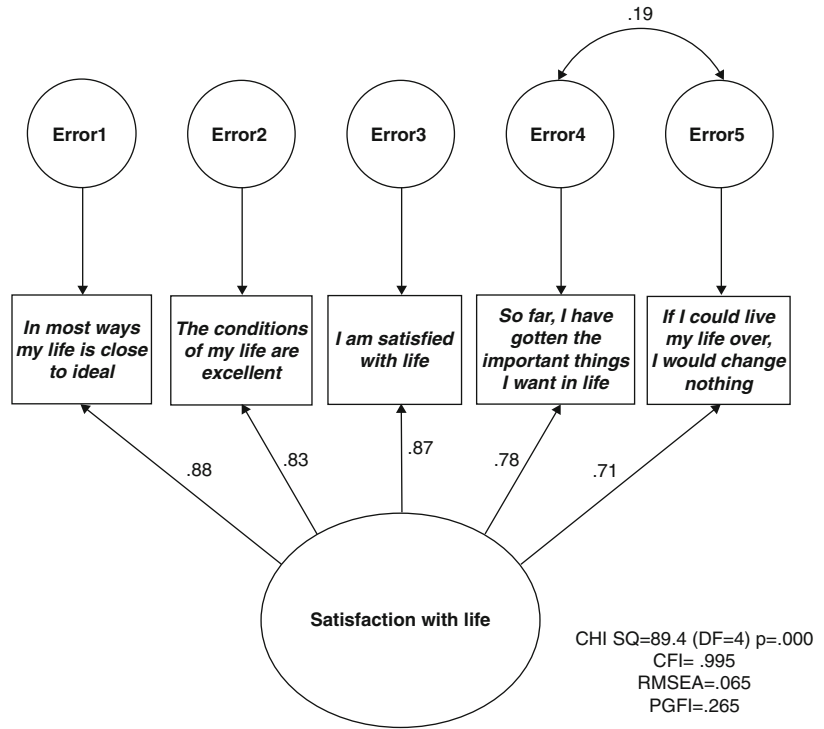 .19
Error1
Error2
Error3
Error4
Error5
In most ways
my life is close
to ideal
The conditions
of my life are
excellent
I am satisfied
with life
So far, I have
gotten the
important things
I want in life
If I could live
my life over,
I would change
nothing
.88
.83
.87
.78
.71
Satisfaction with life
CHI SQ=89.4 (DF=4) p=.000
CFI= .995
RMSEA=.065
PGFI=.265